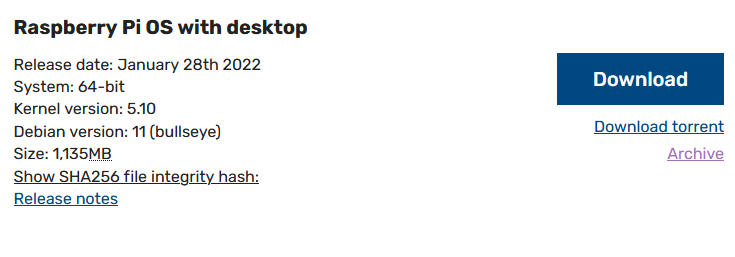 Raspberry Pi OS with desktop
Release date: January 28th 2022
System: 64-bit
Kernel version: 5.10
Debian version: 11 (bullseye)
Size: 1,135MB
Show SHA256 file integrity hash:
Release notes
Download
Download torrent
Archive